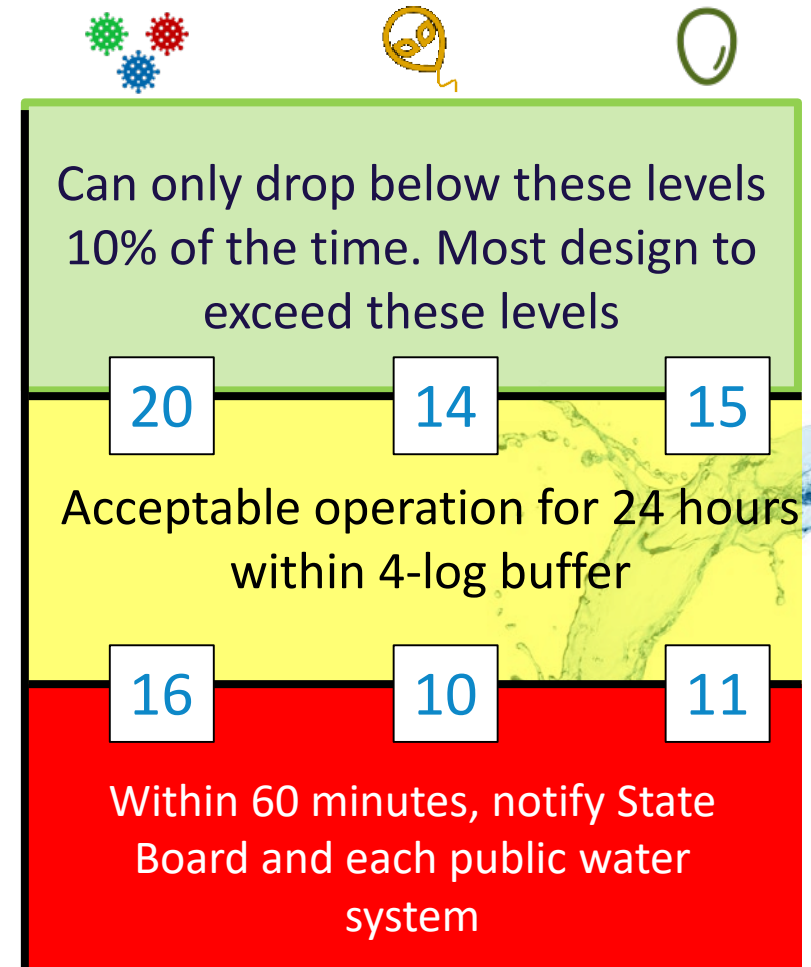 Can only drop below these levels
10% of the time. Most design to
exceed these levels
20 14 15
Acceptable operation for 24 hours
within 4-log buffer
16 10 11
Within 60 minutes, notify State
Board and each public water
system